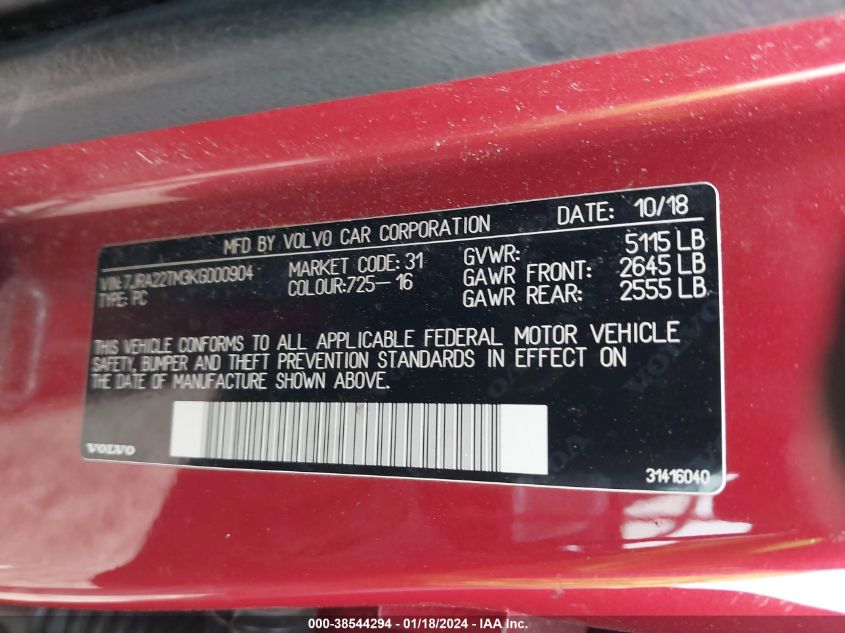 MFD BY VOLVO CAR CORPORATION DATE: 10/18
VIN:7JRA22TM3KG000904 MARKET CODE: 31 GVWR: 5115 LB
TYPE: PC COLOUR:725-16 GAWR FRONT: 2645 LB
GAWR REAR: 2555 LB
THIS VEHICLE CONFORMS TO ALL APPLICABLE FEDERAL MOTOR VEHICLE
SAFETY, BUMPER AND THEFT PREVENTION STANDARDS IN EFFECT ON
THE DATE OF MANUFACTURE SHOWN ABOVE.
VOLVO 31416040
000-38544294 - 01/18/2024 - IAA Inc.